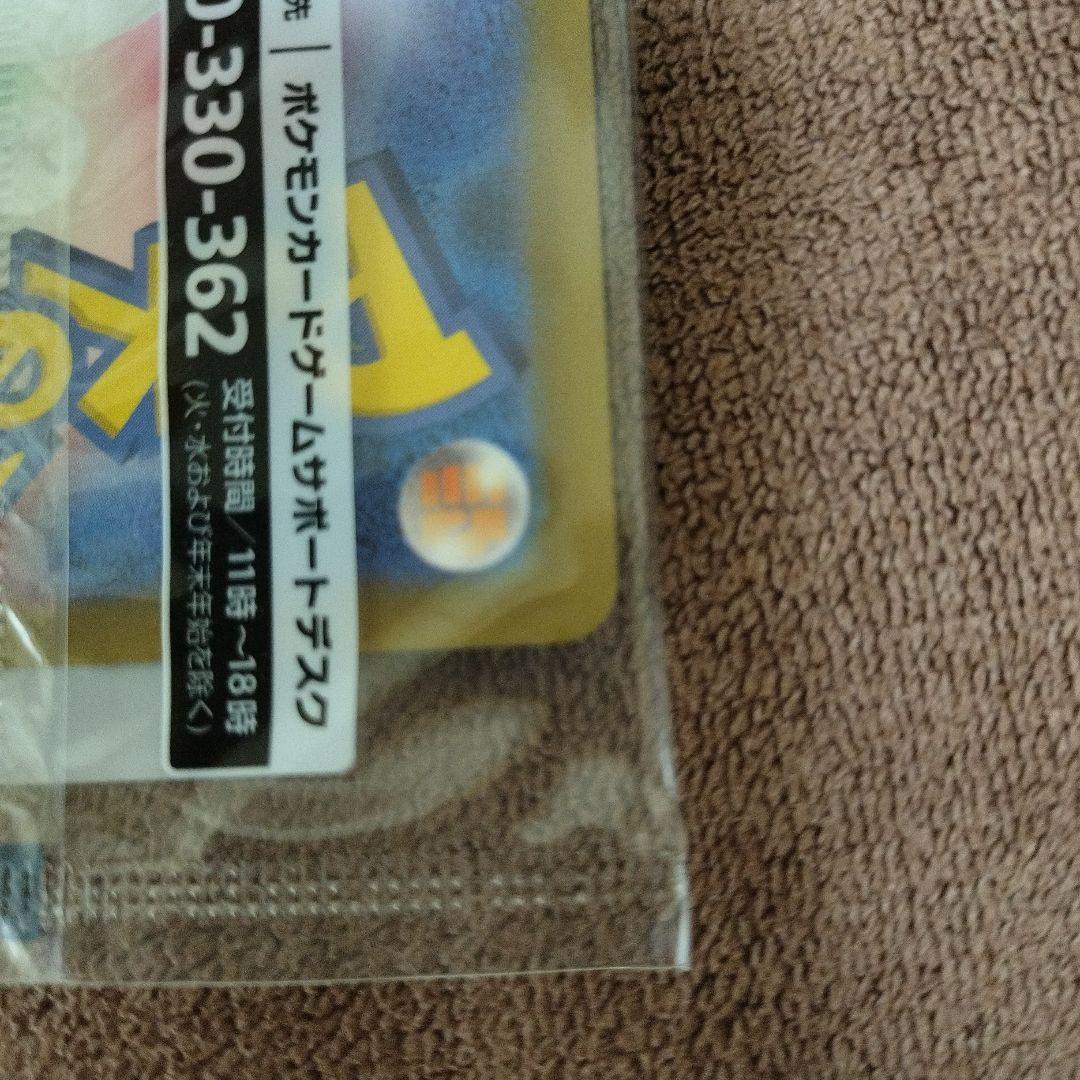 先 | ポケモンカードゲームサポートデスク
0-330-362 受付時間/11時~18時
(火・水および年末年始を除く)